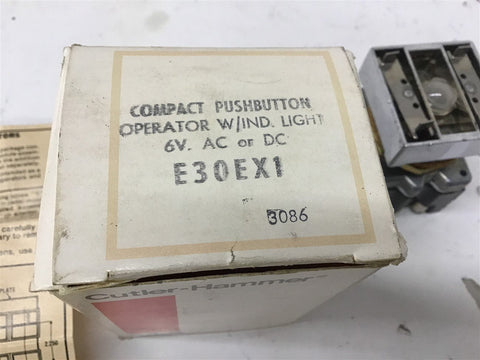 COMPACT PUSHBUTTON
OPERATOR W/IND. LIGHT
6V. AC or DC
E30EX1
3086
Cutler-Hammer